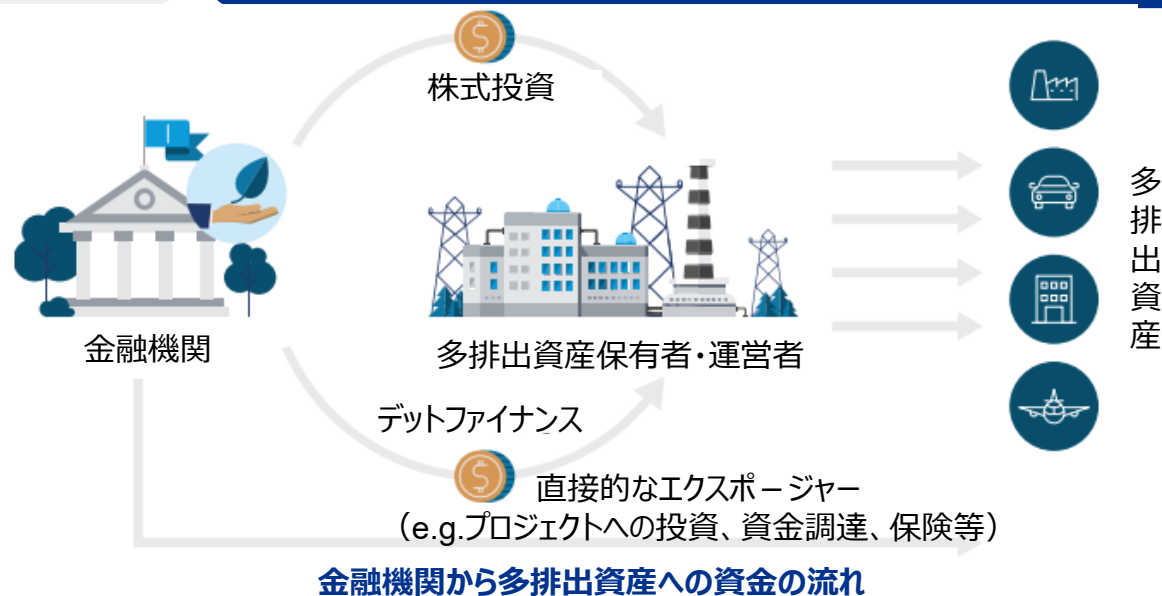 株式投資
金融機関
多排出資産保有者・運営者
多排出資産
デットファイナンス
直接的なエクスポージャー
（e.g.プロジェクトへの投資、資金調達、保険等）
金融機関から多排出資産への資金の流れ